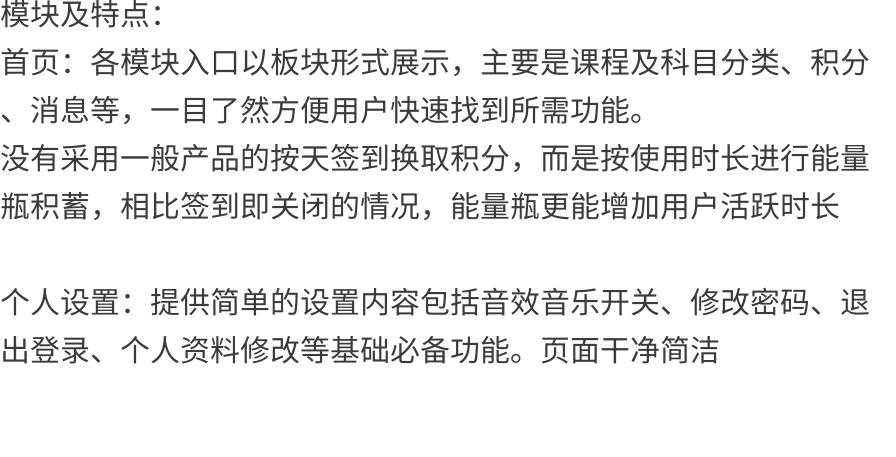 模块及特点：
首页：各模块入口以板块形式展示，主要是课程及科目分类、积分
、消息等，一目了然方便用户快速找到所需功能。
没有采用一般产品的按天签到换取积分，而是按使用时长进行能量
瓶积蓄，相比签到即关闭的情况，能量瓶更能增加用户活跃时长
个人设置：提供简单的设置内容包括音效音乐开关、修改密码、退
出登录、个人资料修改等基础必备功能。页面干净简洁